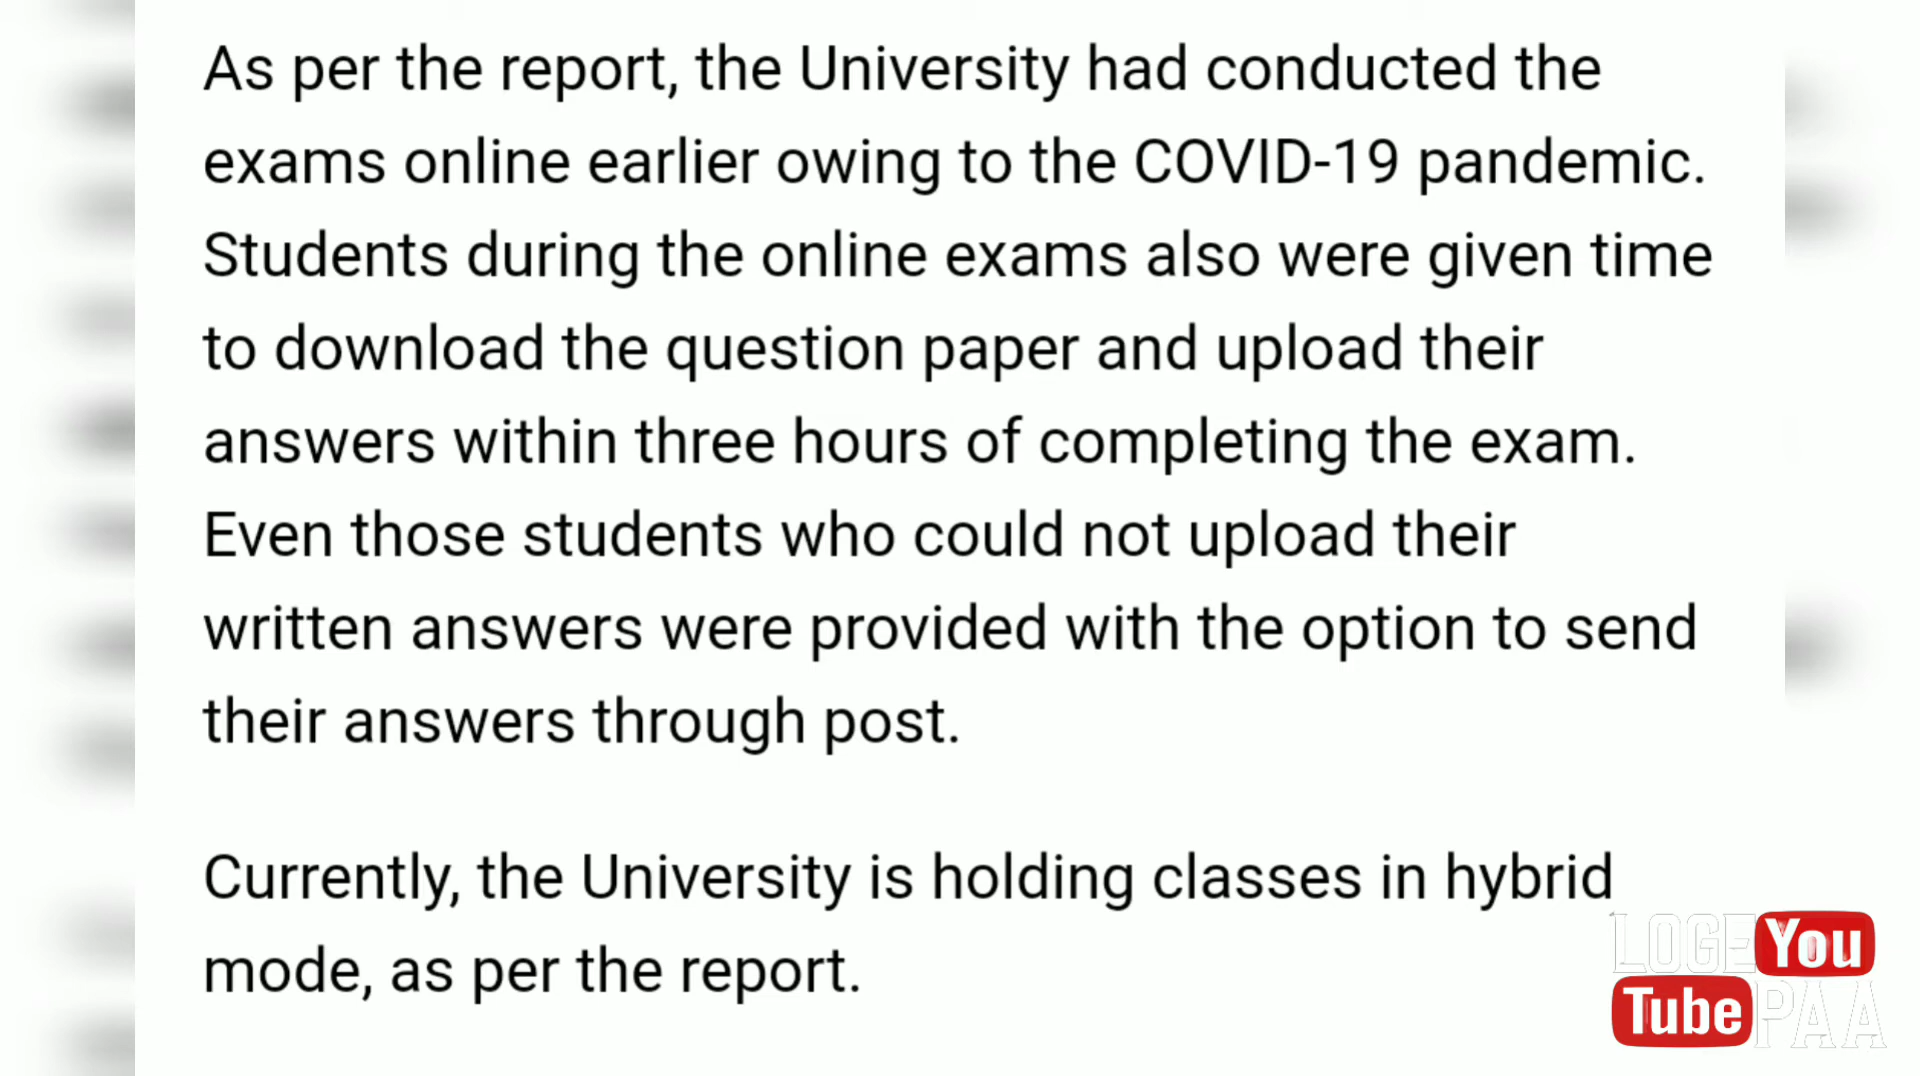 As per the report, the University had conducted the
exams online earlier owing to the COVID-19 pandemic.
Students during the online exams also were given time
to download the question paper and upload their
answers within three hours of completing the exam.
Even those students who could not upload their
written answers were provided with the option to send
their answers through post.
Currently, the University is holding classes in hybrid
mode, as per the report.
LOGE You
Tube PAA